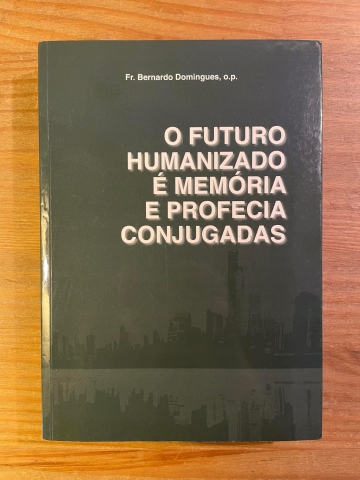 Fr. Bernardo Domingues, o.p.
O FUTURO
HUMANIZADO
É MEMÓRIA
E PROFECIA
CONJUGADAS